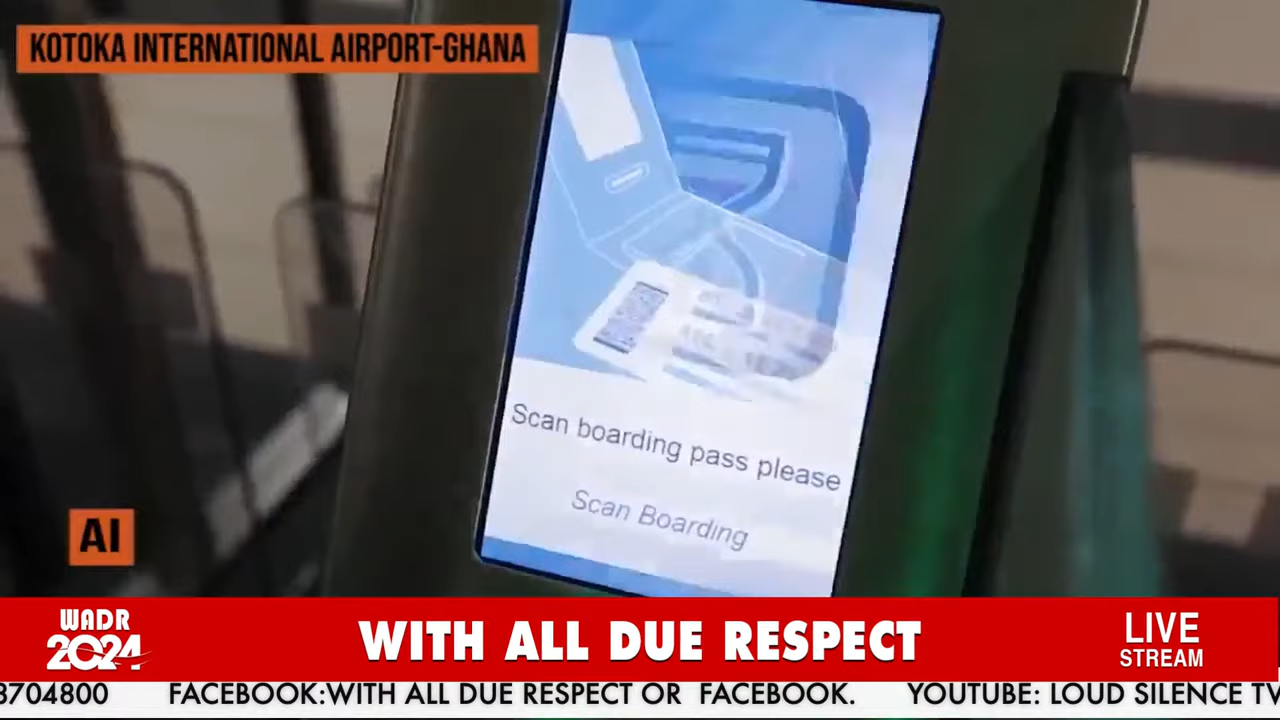 KOTOKA INTERNATIONAL AIRPORT-GHANA
Scan boarding pass please
Scan Boarding
AI
WADR
2024
WITH ALL DUE RESPECT
LIVE
STREAM
8704800 FACEBOOK:WITH ALL DUE RESPECT OR FACEBOOK. YOUTUBE: LOUD SILENCE TV